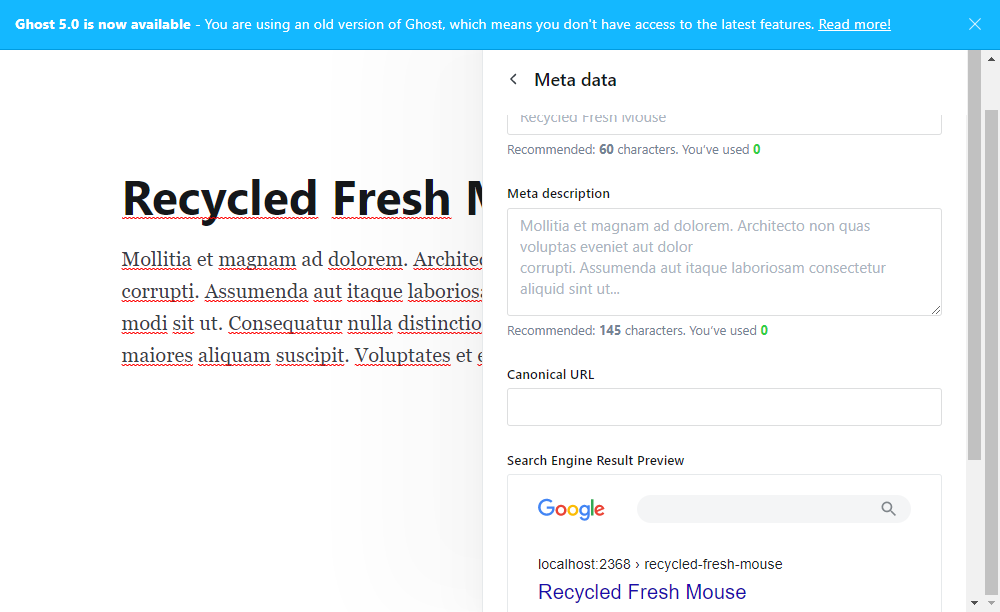 Ghost 5.0 is now available - You are using an old version of Ghost, which means you don't have access to the latest features. Read more!
Meta data
Recycled Fresh Mouse
Recommended: 60 characters. You've used 0
Meta description
Mollitia et magnam ad dolorem. Architecto non quas
voluptas eveniet aut dolor
corrupti. Assumenda aut itaque laboriosam consectetur
aliquid sint ut...
Recommended: 145 characters. You've used 0
Canonical URL
Search Engine Result Preview
Google
localhost:2368 › recycled-fresh-mouse
Recycled Fresh Mouse
Recycled Fresh
Mollitia et magnam ad dolorem.
corrupti. Assumenda aut itaque
modi sit ut. Consequatur nulla distinctio
maiores aliquam suscipit. Voluptates et